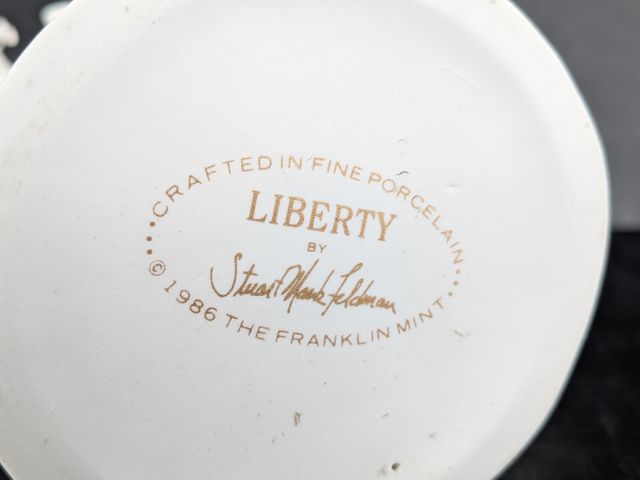 CRAFTED IN FINE PORCELAIN
LIBERTY
BY
Stuart Mark Feldman
© 1986 THE FRANKLIN MINT